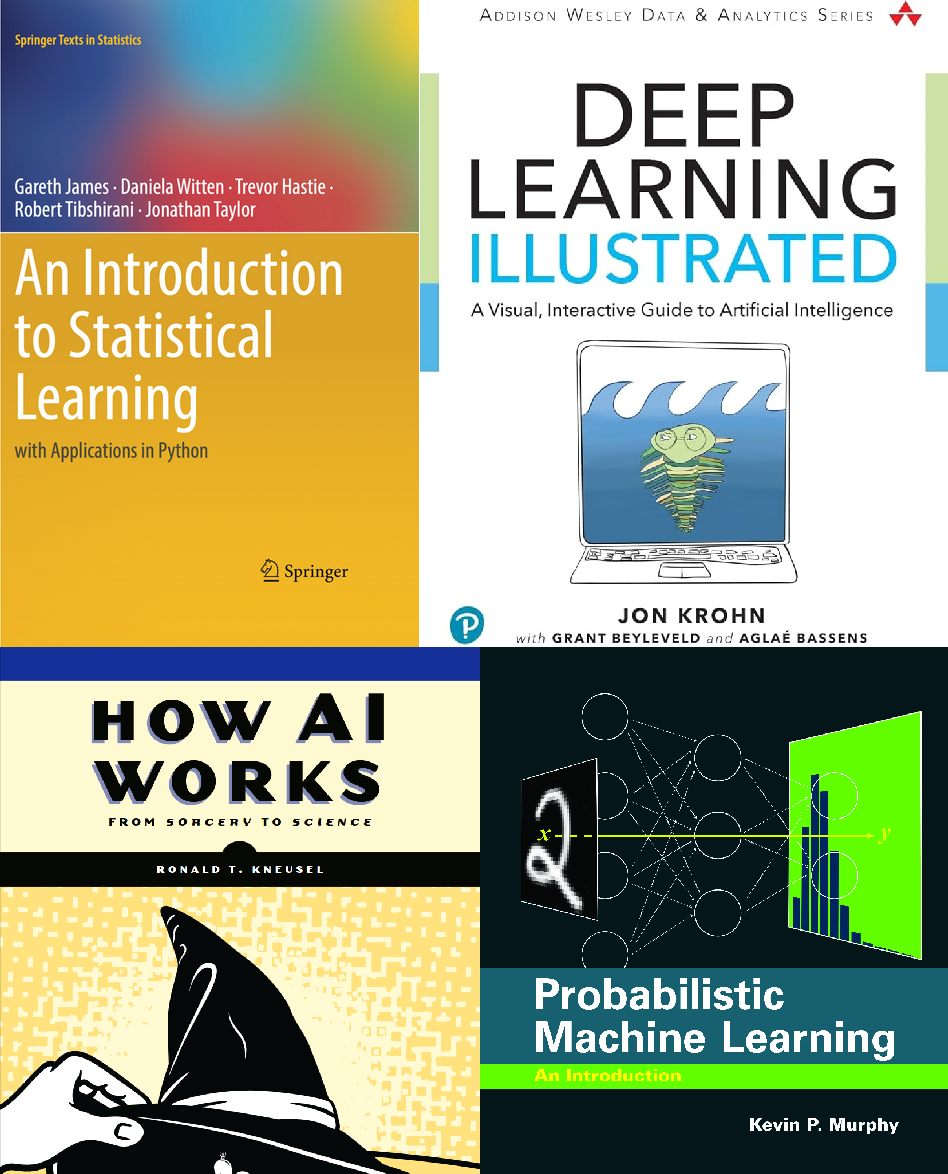 Springer Texts in Statistics
Gareth James · Daniela Witten · Trevor Hastie ·
Robert Tibshirani · Jonathan Taylor
An Introduction
to Statistical
Learning
with Applications in Python
Springer
ADDISON WESLEY DATA & ANALYTICS SERIES
DEEP
LEARNING
ILLUSTRATED
A Visual, Interactive Guide to Artificial Intelligence
P
JON KROHN
with GRANT BEYLEVELD and AGLAÉ BASSENS
HOW AI
WORKS
FROM SORCERY TO SCIENCE
RONALD T. KNEUSEL
x
y
Probabilistic
Machine Learning
An Introduction
Kevin P. Murphy